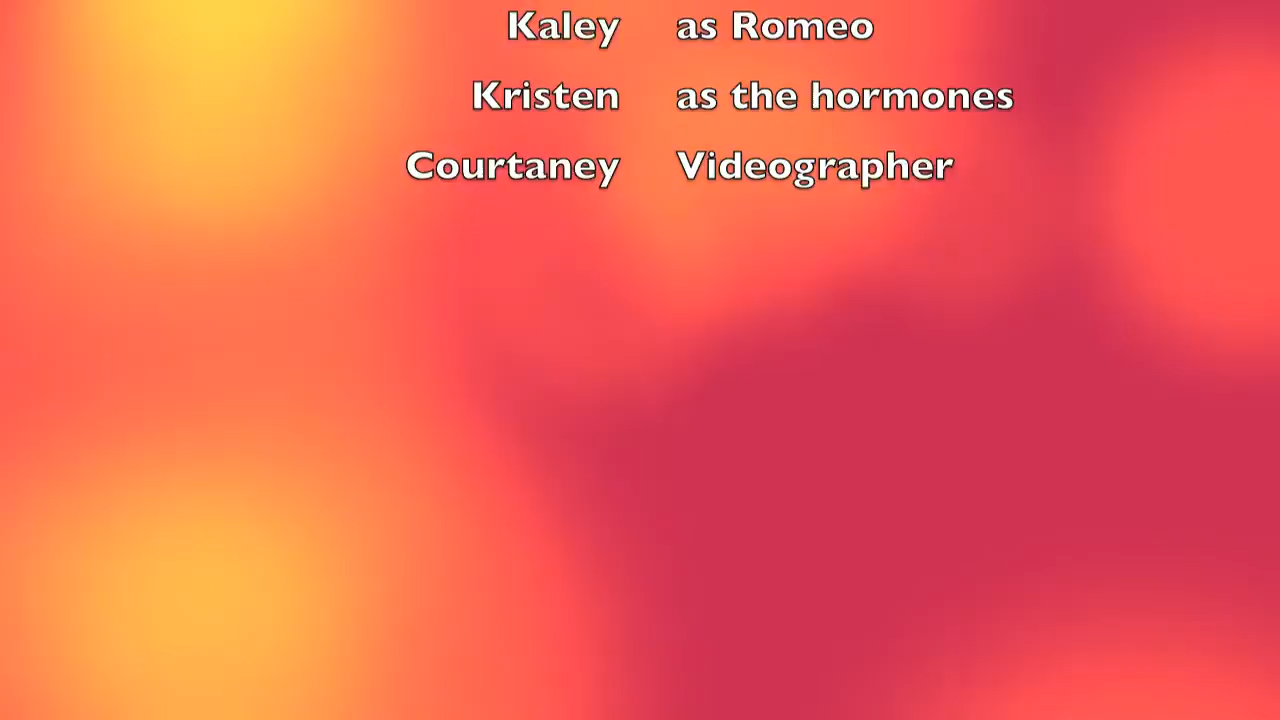 Kaley as Romeo
Kristen as the hormones
Courtaney Videographer